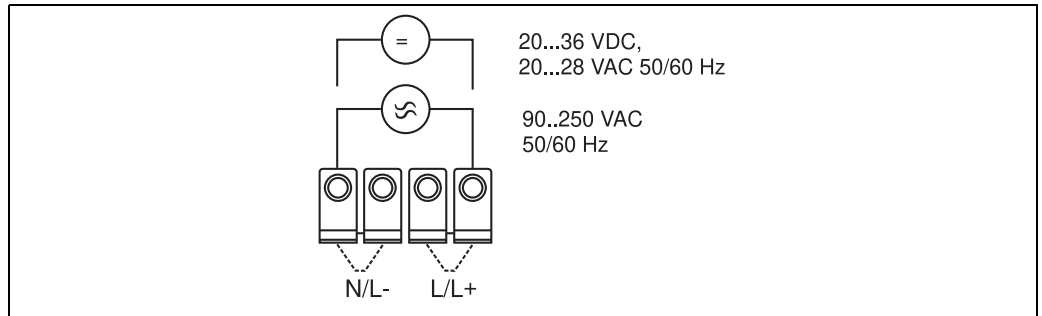 =
20...36 VDC,
20...28 VAC 50/60 Hz
90..250 VAC
50/60 Hz
N/L- L/L+